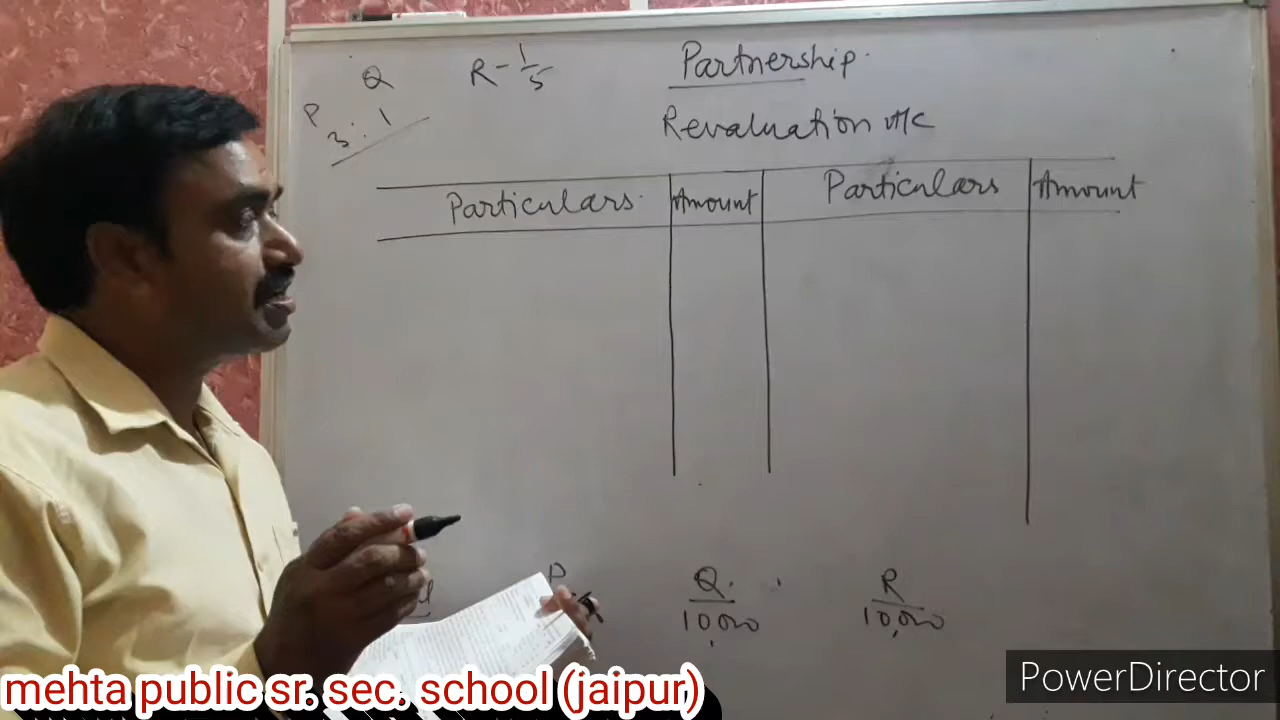 Q R - 1/5 Partnership.
P
3 : 1
Revaluation A/c
Particulars. Amount Particulars Amount
P Q. R
10,000 10,000
mehta public sr. sec. school (jaipur)
PowerDirector